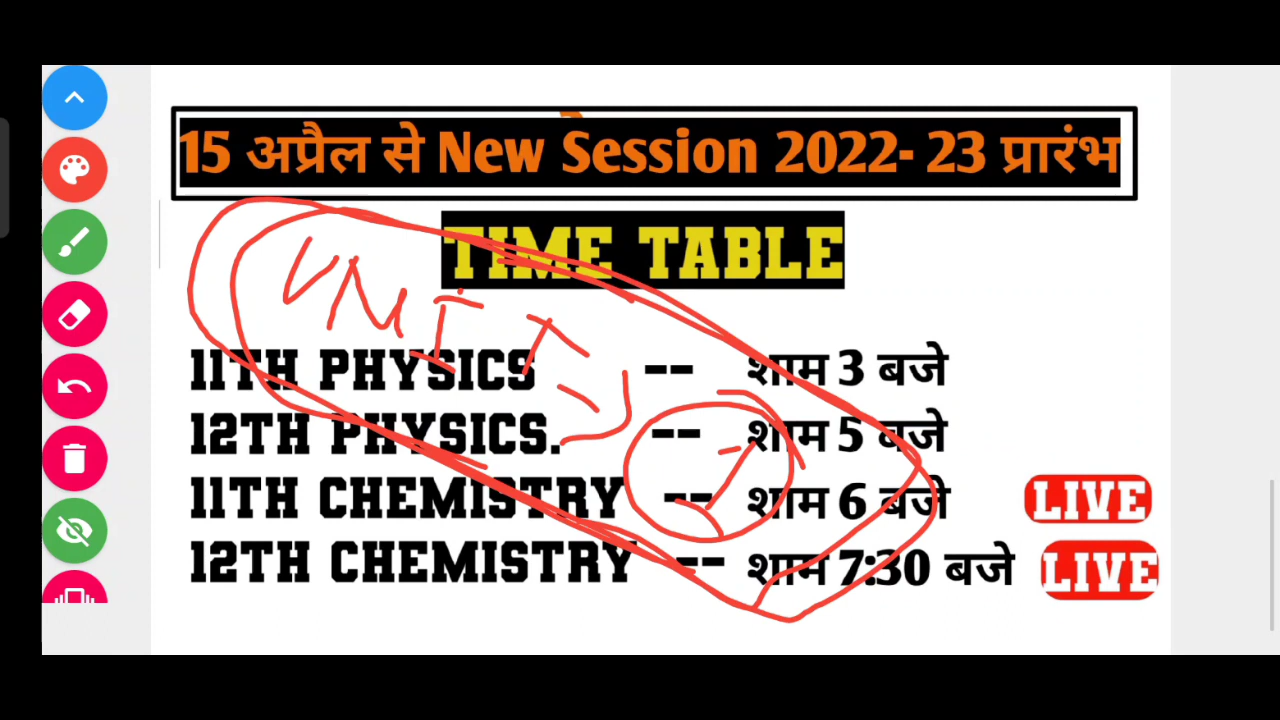 15 अप्रैल से New Session 2022- 23 प्रारंभ
TIME TABLE
11TH PHYSICS -- शाम 3 बजे
12TH PHYSICS. -- शाम 5 बजे
11TH CHEMISTRY -- शाम 6 बजे LIVE
12TH CHEMISTRY -- शाम 7:30 बजे LIVE